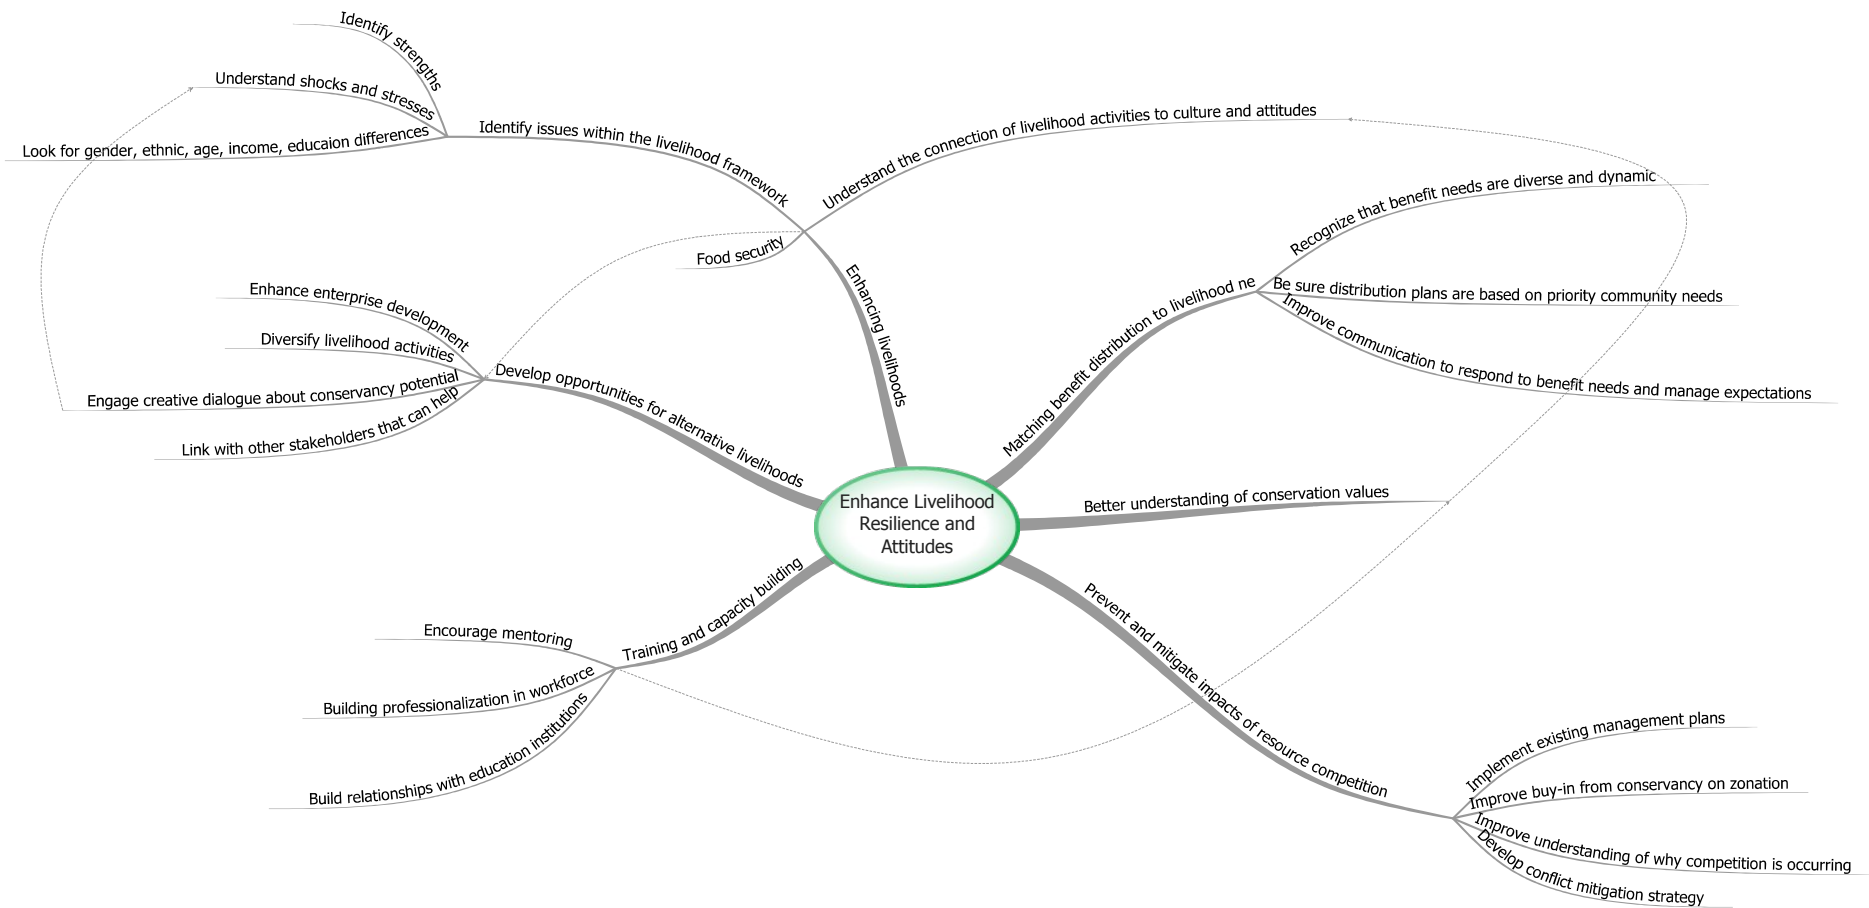 Enhance Livelihood
Resilience and
Attitudes
Enhancing livelihoods
Identify issues within the livelihood framework
Identify strengths
Understand shocks and stresses
Look for gender, ethnic, age, income, educaion differences
Understand the connection of livelihood activities to culture and attitudes
Food security
Matching benefit distribution to livelihood ne
Recognize that benefit needs are diverse and dynamic
Be sure distribution plans are based on priority community needs
Improve communication to respond to benefit needs and manage expectations
Better understanding of conservation values
Prevent and mitigate impacts of resource competition
Implement existing management plans
Improve buy-in from conservancy on zonation
Improve understanding of why competition is occurring
Develop conflict mitigation strategy
Develop opportunities for alternative livelihoods
Enhance enterprise development
Diversify livelihood activities
Engage creative dialogue about conservancy potential
Link with other stakeholders that can help
Training and capacity building
Encourage mentoring
Building professionalization in workforce
Build relationships with education institutions